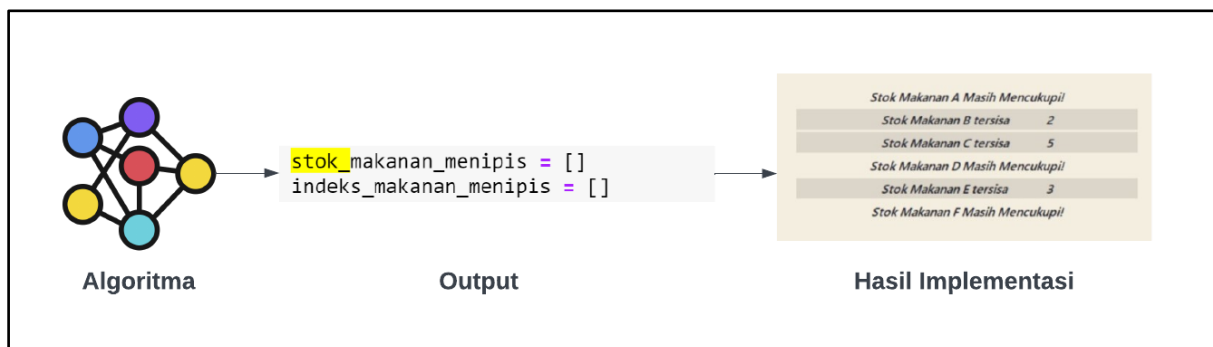 stok_makanan_menipis = []
indeks_makanan_menipis = []
Stok Makanan A Masih Mencukupi!
Stok Makanan B tersisa 2
Stok Makanan C tersisa 5
Stok Makanan D Masih Mencukupi!
Stok Makanan E tersisa 3
Stok Makanan F Masih Mencukupi!
Algoritma
Output
Hasil Implementasi